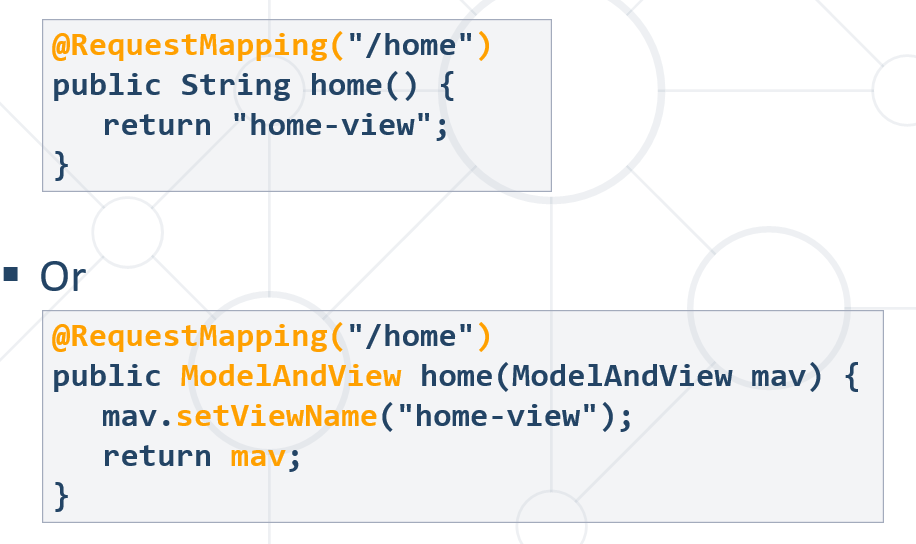 @RequestMapping("/home")
public String home() {
return "home-view";
}
▪ Or
@RequestMapping("/home")
public ModelAndView home(ModelAndView mav) {
mav.setViewName("home-view");
return mav;
}